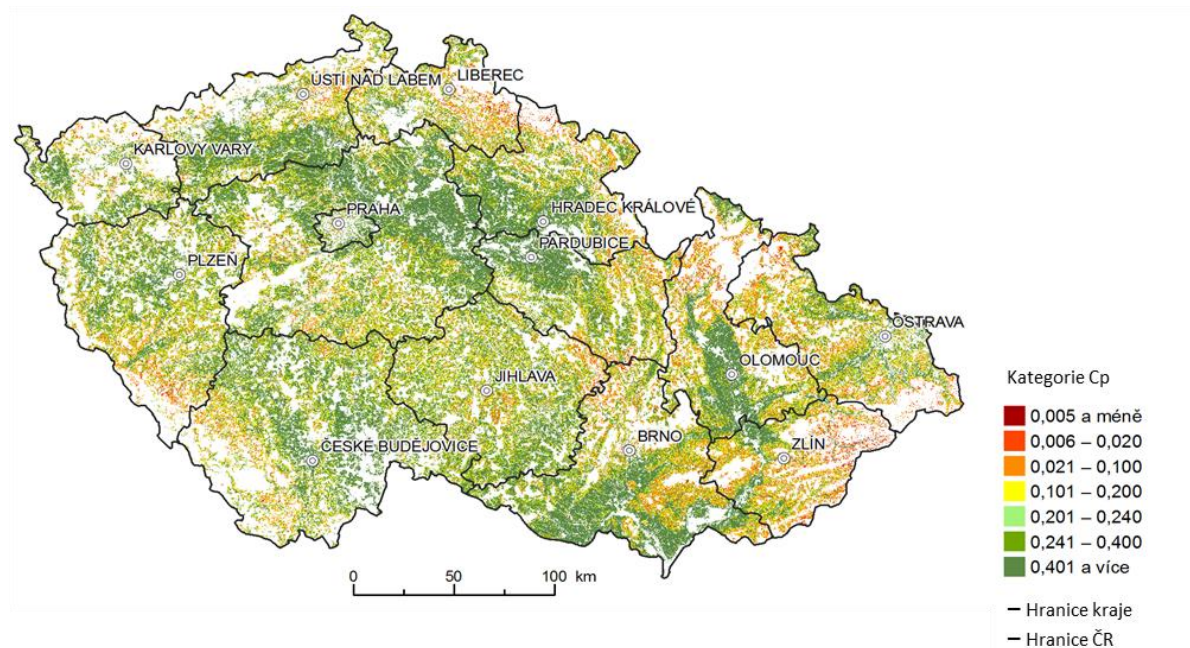 ÚSTÍ NAD LABEM
LIBEREC
KARLOVY VARY
PRAHA
HRADEC KRÁLOVÉ
PARDUBICE
PLZEŇ
OSTRAVA
OLOMOUC
JIHLAVA
BRNO
ZLÍN
ČESKÉ BUDĚJOVICE
0 50 100 km
Kategorie Cp
0,005 a méně
0,006 – 0,020
0,021 – 0,100
0,101 – 0,200
0,201 – 0,240
0,241 – 0,400
0,401 a více
Hranice kraje
Hranice ČR